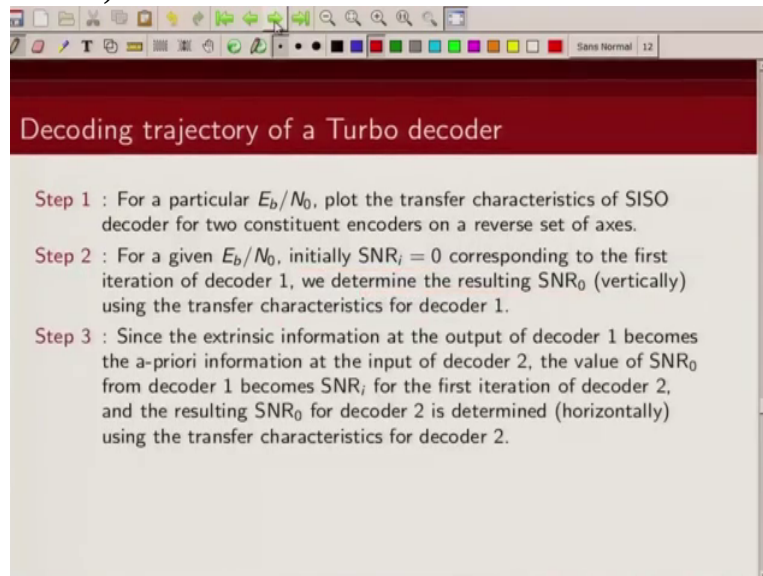 T
Sans Normal 12
Decoding trajectory of a Turbo decoder
Step 1 : For a particular E_b/N_0, plot the transfer characteristics of SISO
decoder for two constituent encoders on a reverse set of axes.
Step 2 : For a given E_b/N_0, initially SNR_i = 0 corresponding to the first
iteration of decoder 1, we determine the resulting SNR_0 (vertically)
using the transfer characteristics for decoder 1.
Step 3 : Since the extrinsic information at the output of decoder 1 becomes
the a-priori information at the input of decoder 2, the value of SNR_0
from decoder 1 becomes SNR_i for the first iteration of decoder 2,
and the resulting SNR_0 for decoder 2 is determined (horizontally)
using the transfer characteristics for decoder 2.